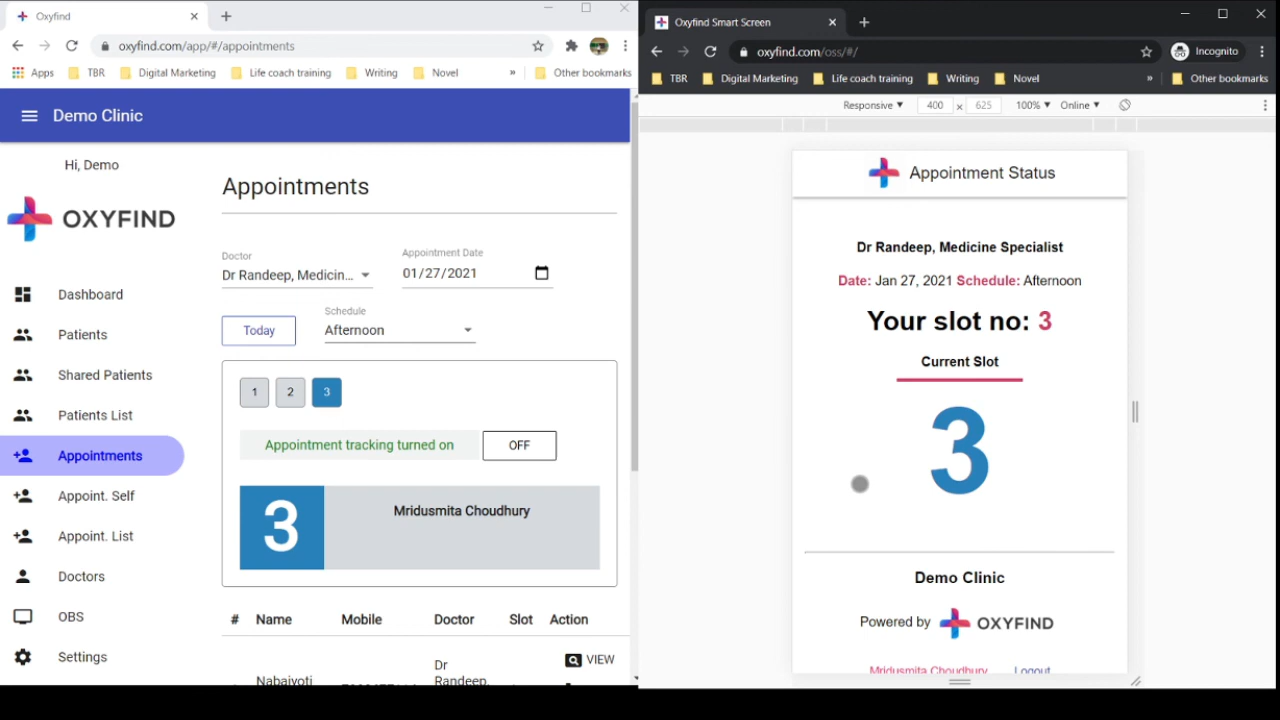 Oxyfind
oxyfind.com/app/#/appointments
Apps TBR Digital Marketing Life coach training Writing Novel » Other bookmarks
Demo Clinic
Hi, Demo
OXYFIND
Dashboard
Patients
Shared Patients
Patients List
Appointments
Appoint. Self
Appoint. List
Doctors
OBS
Settings
Appointments
Doctor
Dr Randeep, Medicin...
Appointment Date
01/27/2021
Today
Schedule
Afternoon
1 2 3
Appointment tracking turned on OFF
3 Mridusmita Choudhury
# Name Mobile Doctor Slot Action
Dr
Randeep,
VIEW
Nabajyoti
Oxyfind Smart Screen
oxyfind.com/oss/#/ Incognito
TBR Digital Marketing Life coach training Writing Novel » Other bookmarks
Responsive 400 x 625 100% Online
Appointment Status
Dr Randeep, Medicine Specialist
Date: Jan 27, 2021 Schedule: Afternoon
Your slot no: 3
Current Slot
3
Demo Clinic
Powered by OXYFIND
Mridusmita Choudhury Logout